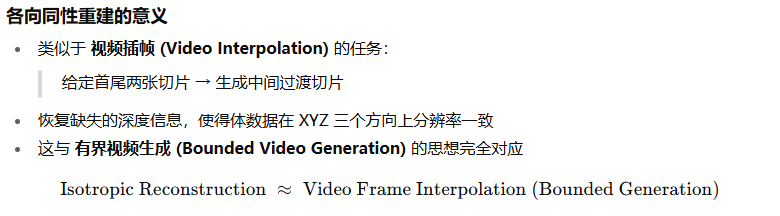 各向同性重建的意义
• 类似于 视频插帧 (Video Interpolation) 的任务：
给定首尾两张切片 → 生成中间过渡切片
• 恢复缺失的深度信息，使得体数据在 XYZ 三个方向上分辨率一致
• 这与 有界视频生成 (Bounded Video Generation) 的思想完全对应
Isotropic Reconstruction ≈ Video Frame Interpolation (Bounded Generation)